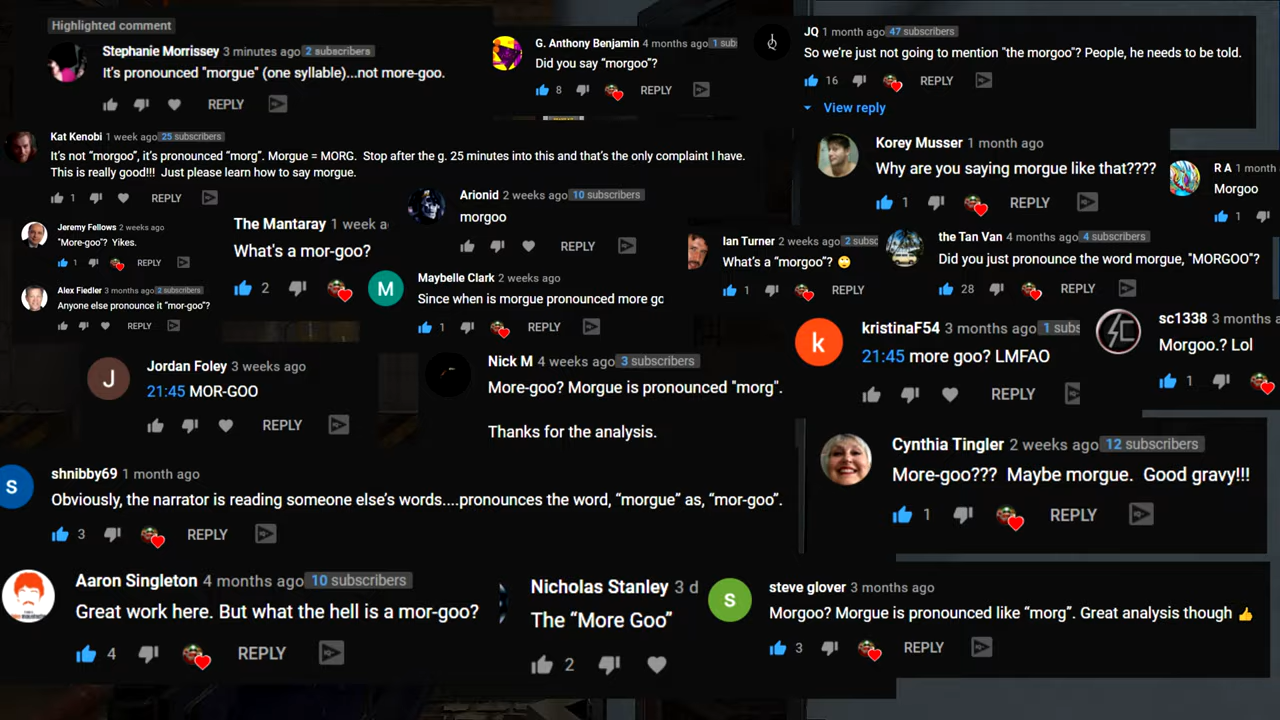 Highlighted comment
Stephanie Morrissey 3 minutes ago 2 subscribers
It's pronounced "morgue" (one syllable)...not more-goo.
REPLY
G. Anthony Benjamin 4 months ago 1 sub
Did you say “morgoo”?
8 REPLY
JQ 1 month ago 47 subscribers
So we're just not going to mention "the morgoo"? People, he needs to be told.
16 REPLY
View reply
Kat Kenobi 1 week ago 25 subscribers
It's not “morgoo”, it's pronounced “morg”. Morgue = MORG. Stop after the g. 25 minutes into this and that's the only complaint I have.
This is really good!!! Just please learn how to say morgue.
1 REPLY
Korey Musser 1 month ago
Why are you saying morgue like that????
1 REPLY
R A 1 month
Morgoo
1
Arionid 2 weeks ago 10 subscribers
morgoo
REPLY
Jeremy Fellows 2 weeks ago
"More-goo"? Yikes.
1 REPLY
The Mantaray 1 week a
What's a mor-goo?
2
Ian Turner 2 weeks ago 2 subsc
What's a “morgoo”? 🙄
1 REPLY
the Tan Van 4 months ago 4 subscribers
Did you just pronounce the word morgue, "MORGOO"?
28 REPLY
Alex Fiedler 3 months ago 2 subscribers
Anyone else pronounce it "mor-goo"?
REPLY
M
Maybelle Clark 2 weeks ago
Since when is morgue pronounced more go
1 REPLY
k
kristinaF54 3 months ago 1 subs
21:45 more goo? LMFAO
REPLY
sc1338 3 months a
Morgoo.? Lol
1
J
Jordan Foley 3 weeks ago
21:45 MOR-GOO
REPLY
Nick M 4 weeks ago 3 subscribers
More-goo? Morgue is pronounced "morg".
Thanks for the analysis.
Cynthia Tingler 2 weeks ago 12 subscribers
More-goo??? Maybe morgue. Good gravy!!!
1 REPLY
S
shnibby69 1 month ago
Obviously, the narrator is reading someone else's words....pronounces the word, “murgue” as, “mor-goo”.
3 REPLY
Aaron Singleton 4 months ago 10 subscribers
Great work here. But what the hell is a mor-goo?
4 REPLY
Nicholas Stanley 3 d
The “More Goo”
2
S
steve glover 3 months ago
Morgoo? Morgue is pronounced like “morg”. Great analysis though 👍
3 REPLY